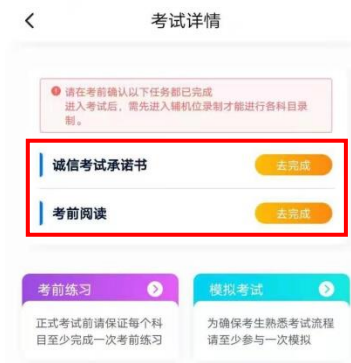 考试详情
请在考前确认以下任务都已完成
进入考试后，需先进入辅机位录制才能进行各科目录
制。
诚信考试承诺书 去完成
考前阅读 去完成
考前练习 模拟考试
正式考试前请保证每个科 为确保考生熟悉考试流程
目至少完成一次考前练习 请至少参与一次模拟